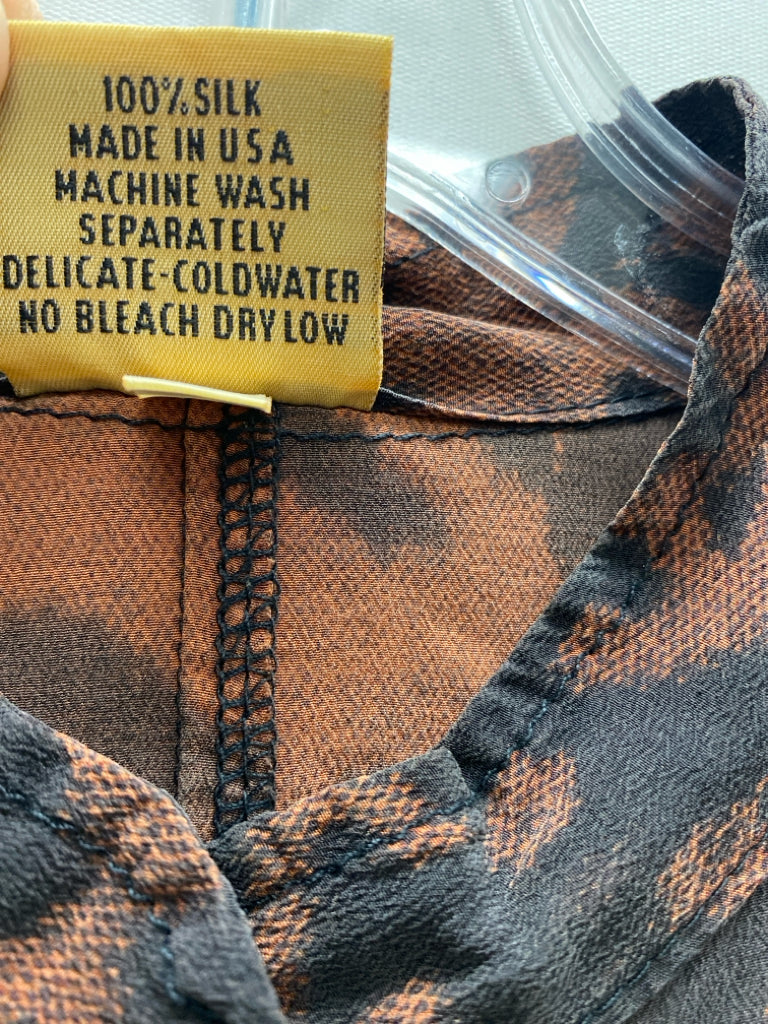 100% SILK
MADE IN USA
MACHINE WASH
SEPARATELY
DELICATE-COLDWATER
NO BLEACH DRY LOW